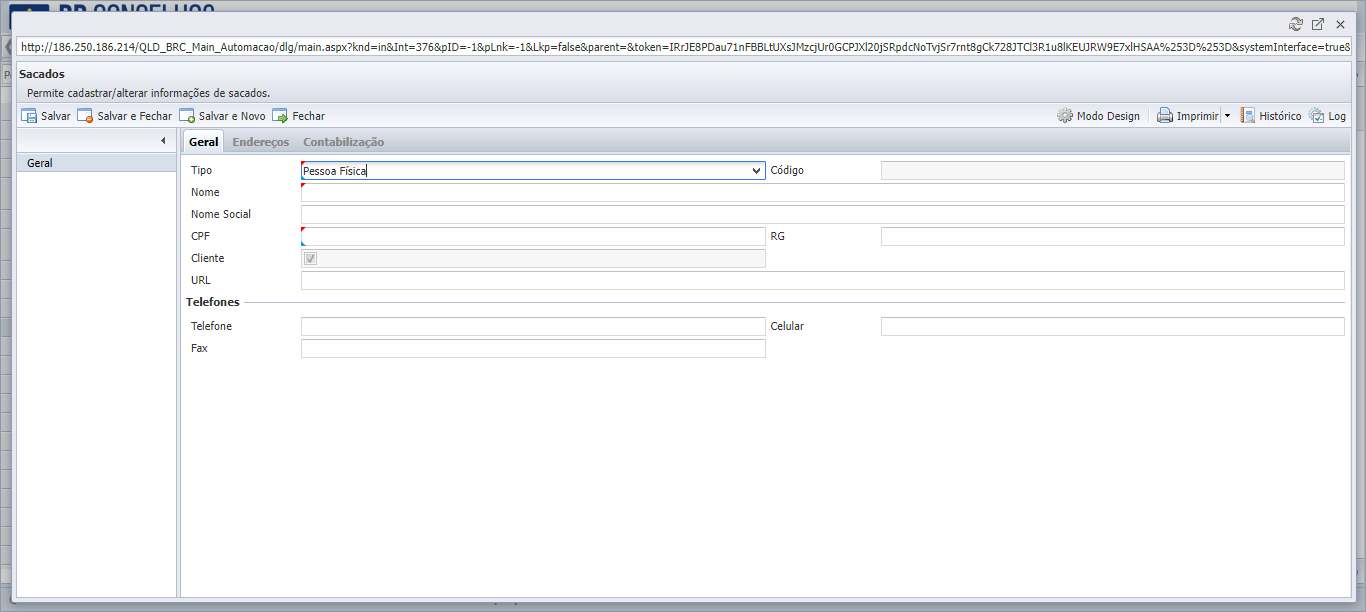 http://186.250.186.214/QLD_BRC_Main_Automacao/dlg/main.aspx?knd=in&Int=376&pID=-1&pLnk=-1&Lkp=false&parent=&token=IRrJE8PDau71nFBBLtUXsJMzcjUr0GCPJXl20jSRpdcNoTvjSr7rnt8gCk728JTCl3R1u8lKEUJRW9E7xlHSAA%253D%253D&systemInterface=true&
Sacados
Permite cadastrar/alterar informações de sacados.
Salvar Salvar e Fechar Salvar e Novo Fechar Modo Design Imprimir Histórico Log
Geral Endereços Contabilização
Geral
Tipo Pessoa Física Código
Nome
Nome Social
CPF RG
Cliente
URL
Telefones
Telefone Celular
Fax